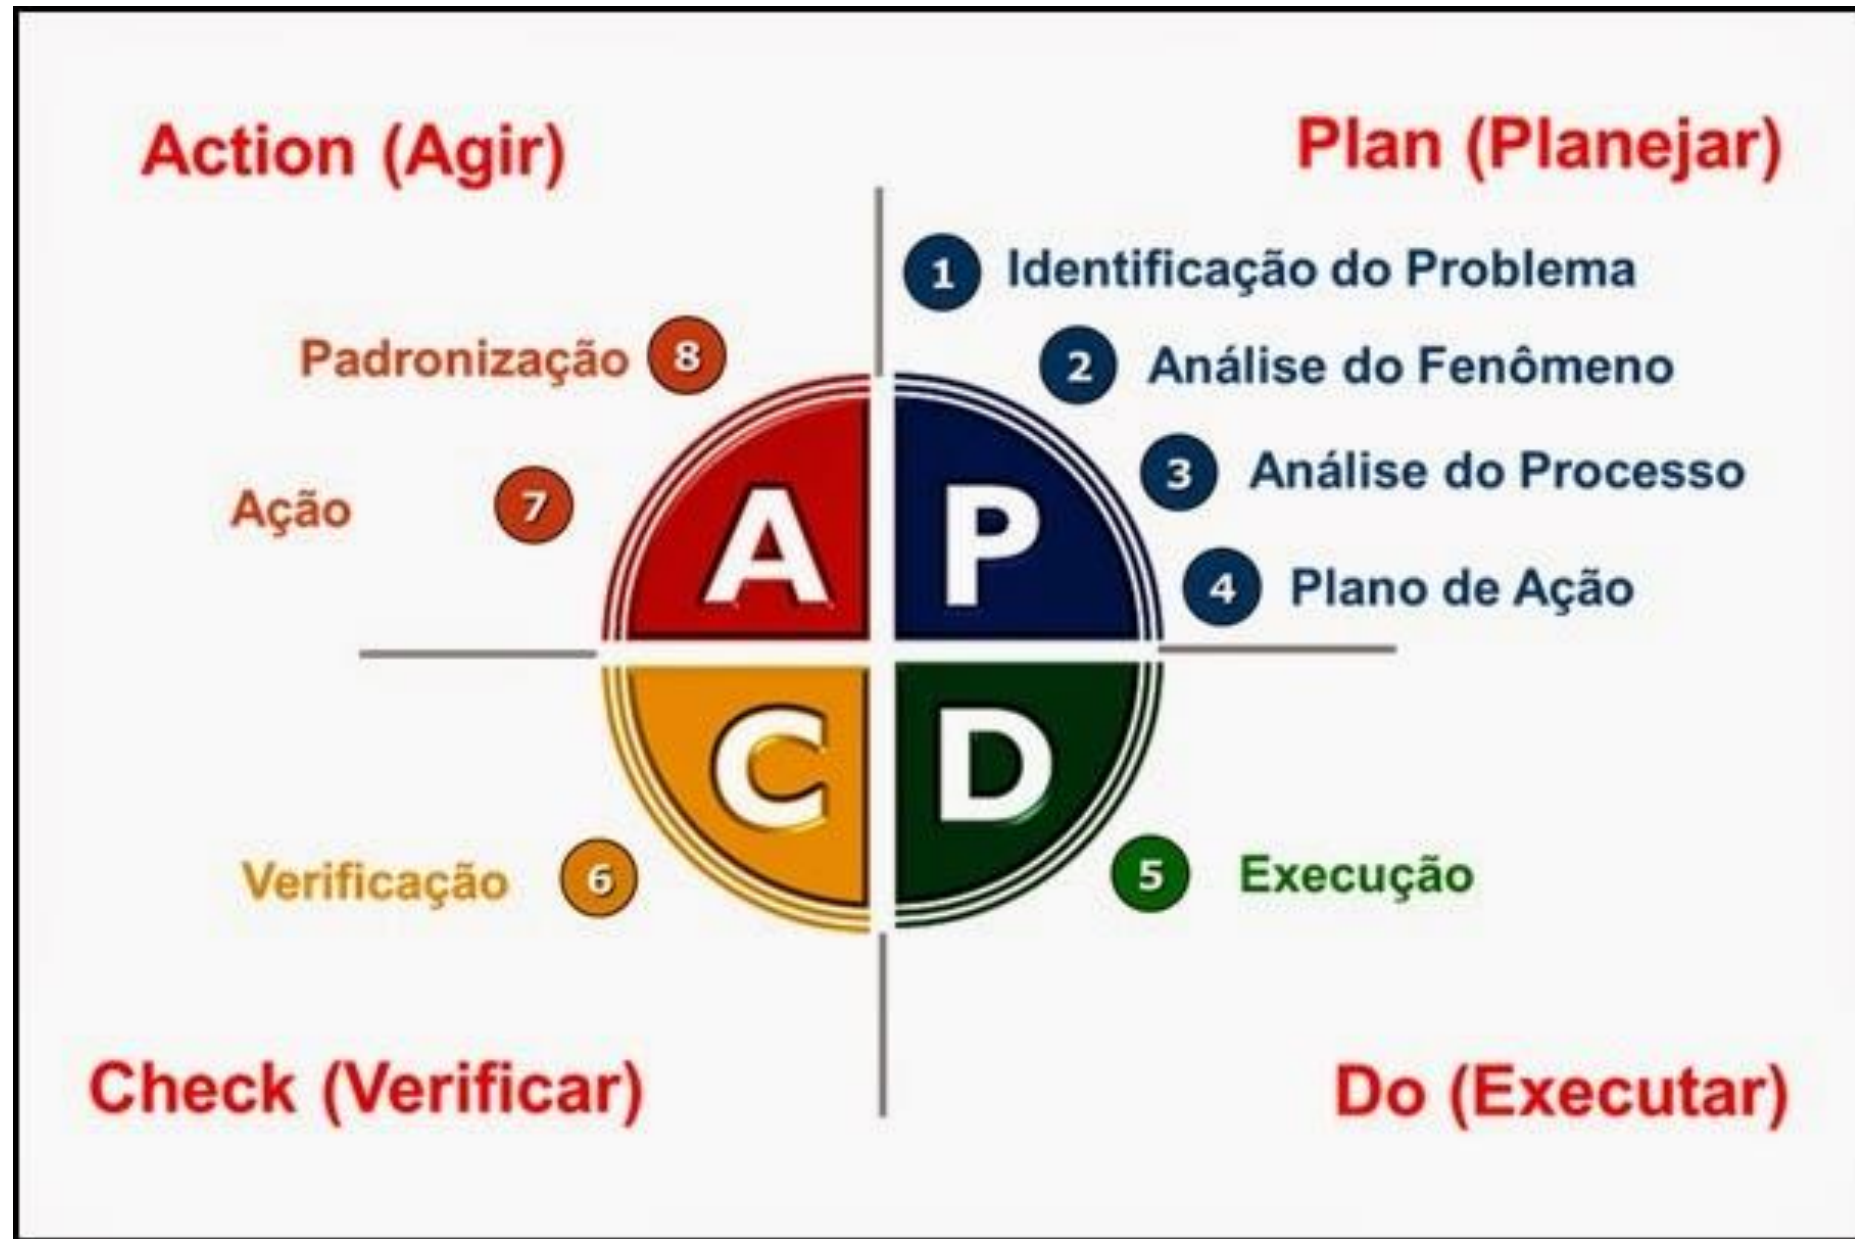 Action (Agir)
Plan (Planejar)
1 Identificação do Problema
2 Análise do Fenômeno
3 Análise do Processo
4 Plano de Ação
Padronização 8
Ação 7
A P
C D
Verificação 6
5 Execução
Check (Verificar)
Do (Executar)